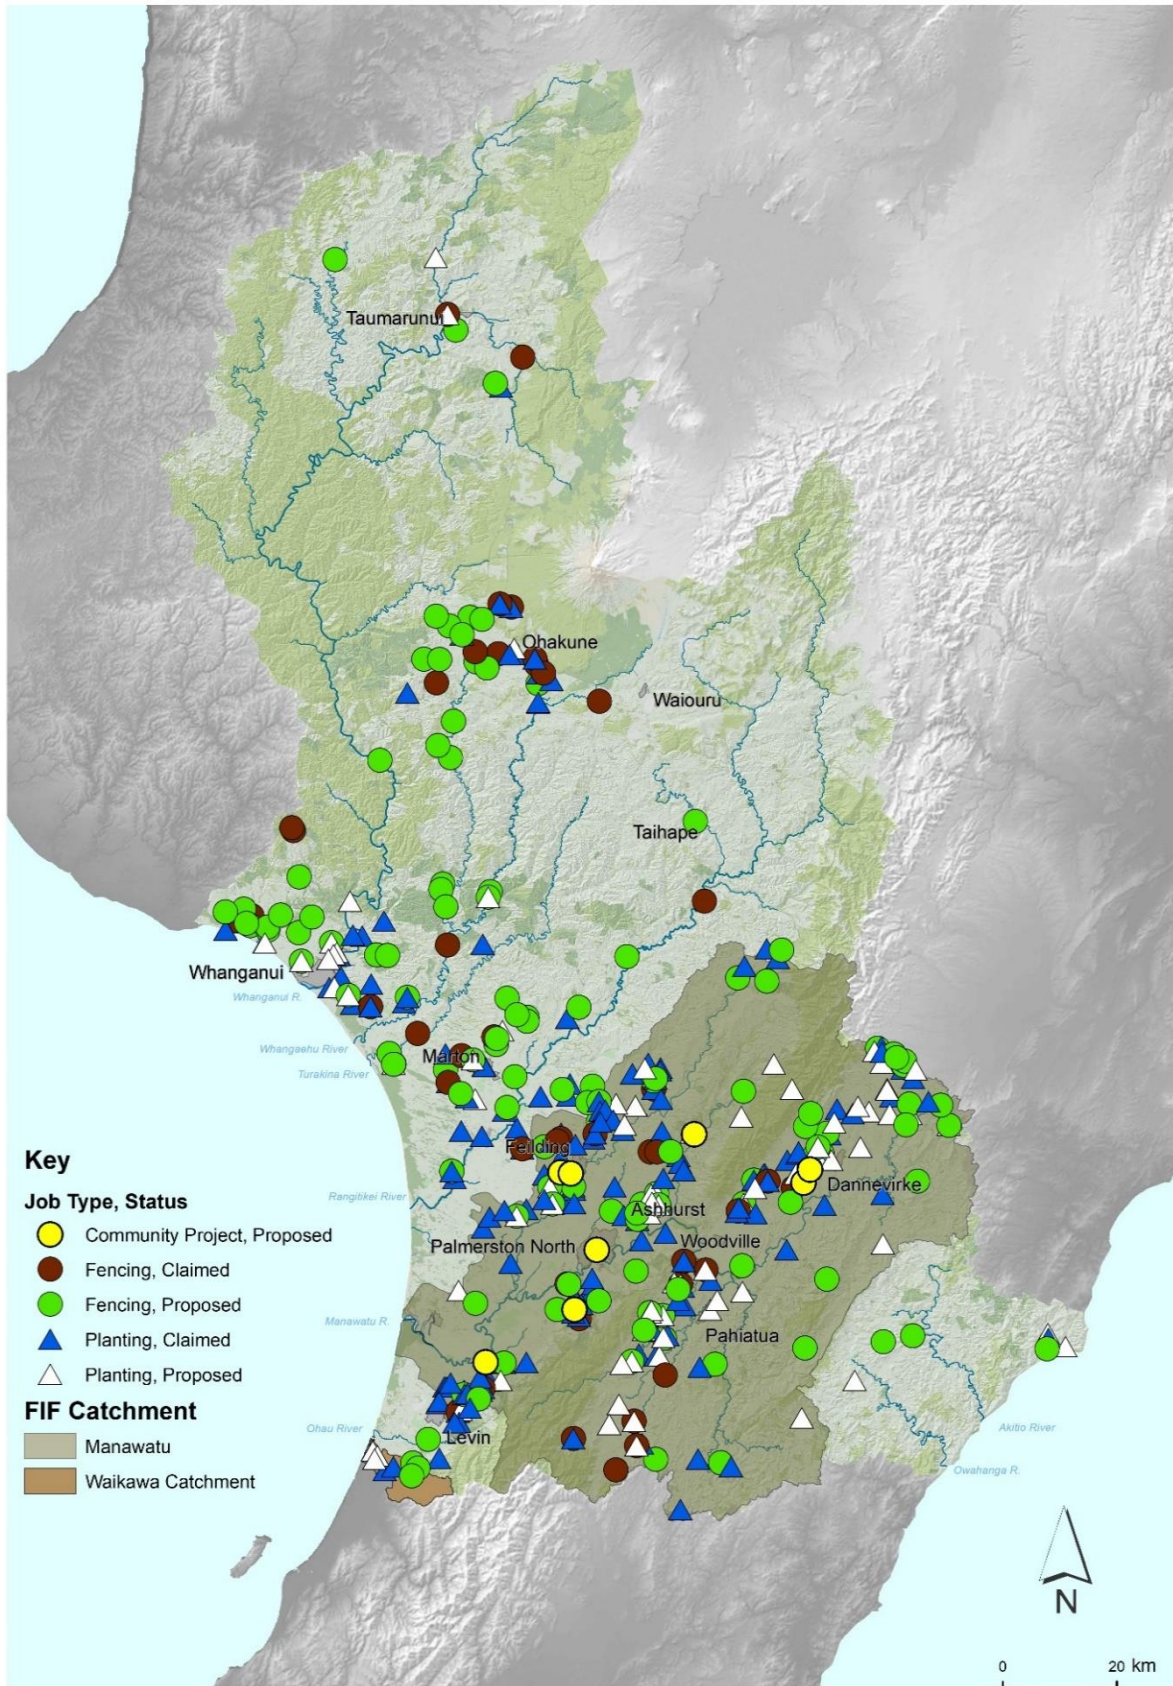 Taumarunui
Ohakune
Waiouru
Taihape
Whanganui
Whanganui R.
Whangaehu River
Marton
Turakina River
Feilding
Rangitikei River
Dannevirke
Ashhurst
Palmerston North
Woodville
Manawatu R.
Pahiatua
Ohau River
Levin
Akitio River
Owahanga R.
Key
Job Type, Status
Community Project, Proposed
Fencing, Claimed
Fencing, Proposed
Planting, Claimed
Planting, Proposed
FIF Catchment
Manawatu
Waikawa Catchment
N
0 20 km